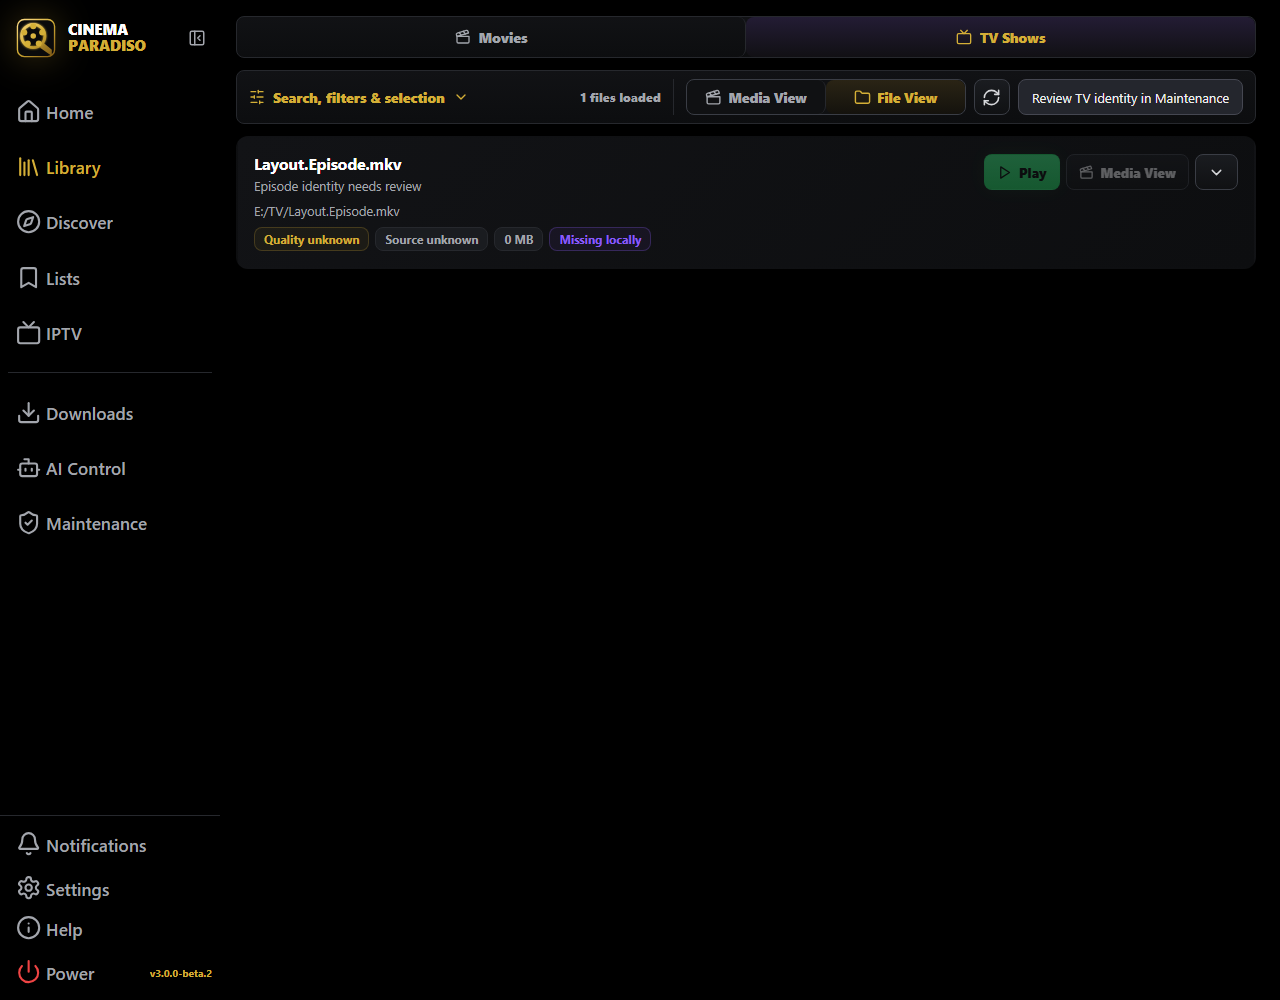 CINEMA
PARADISO
Home
Library
Discover
Lists
IPTV
Downloads
AI Control
Maintenance
Notifications
Settings
Help
Power
v3.0.0-beta.2
Movies
TV Shows
Search, filters & selection
1 files loaded
Media View
File View
Review TV identity in Maintenance
Layout.Episode.mkv
Episode identity needs review
E:/TV/Layout.Episode.mkv
Quality unknown
Source unknown
0 MB
Missing locally
Play
Media View